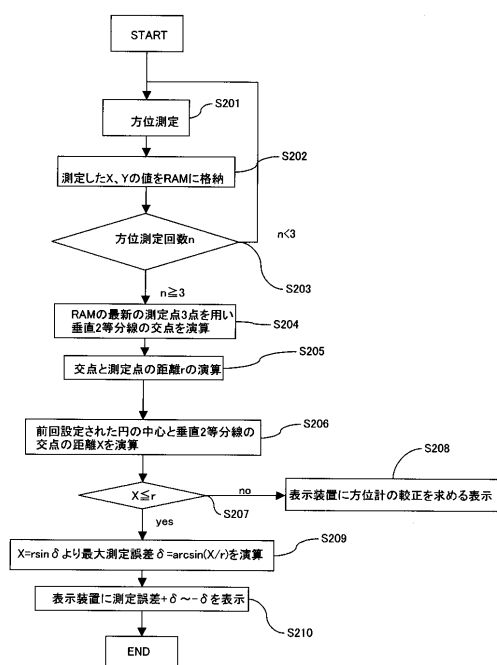 START
S201
方位測定
S202
測定したX、Yの値をRAMに格納
方位測定回数n
n<3
S203
n≧3
RAMの最新の測定点3点を用い
垂直2等分線の交点を演算
S204
S205
交点と測定点の距離rの演算
S206
前回設定された円の中心と垂直2等分線の
交点の距離Xを演算
S208
X≦r
no
表示装置に方位計の較正を求める表示
S207
yes
S209
X=rsinδより最大測定誤差δ=arcsin(X/r)を演算
表示装置に測定誤差+δ～-δを表示
S210
END